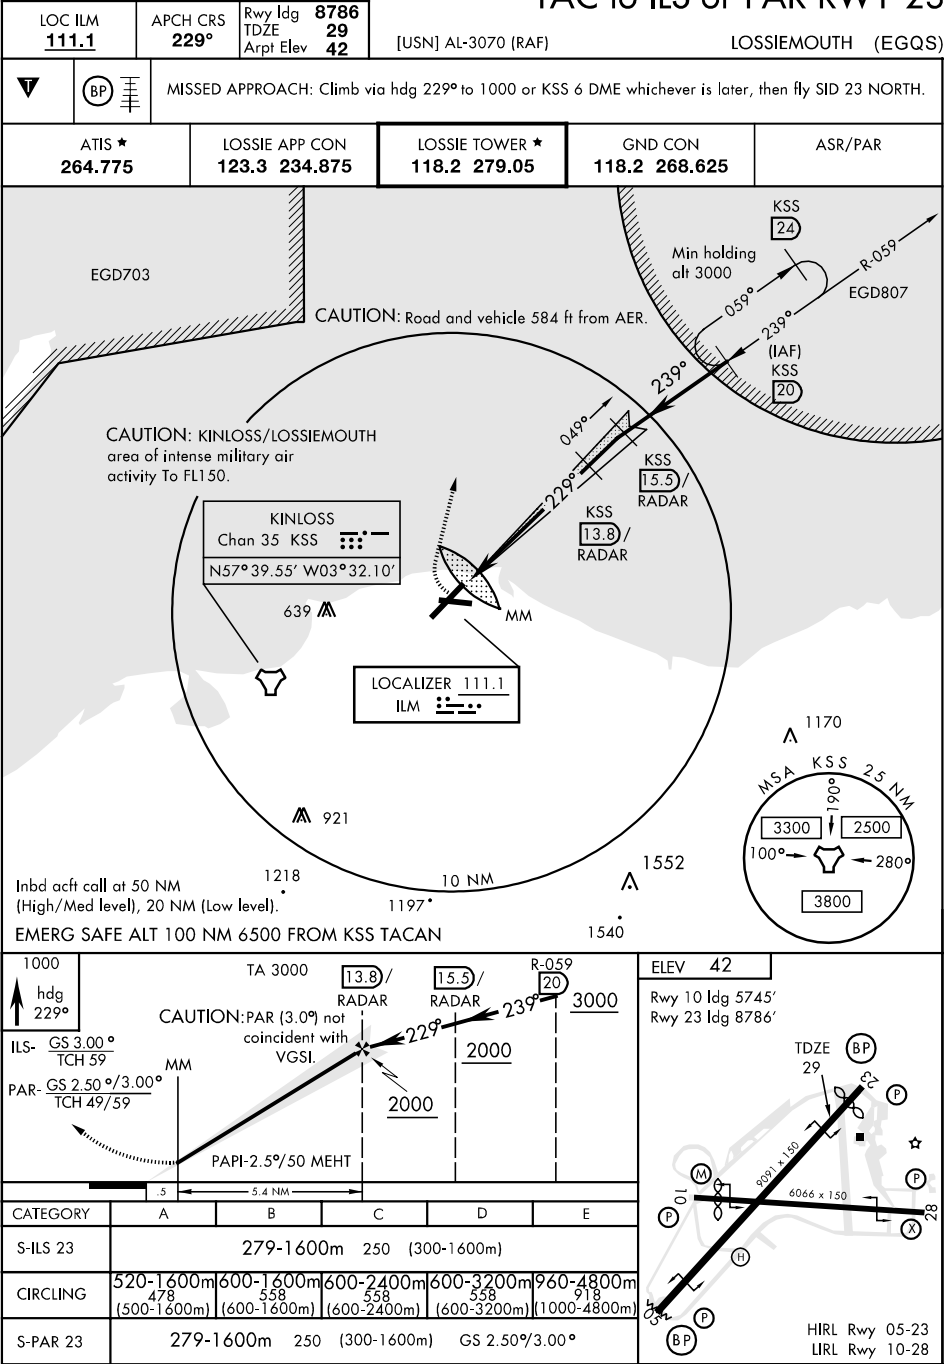 LOSSIEMOUTH (EGQS)
[USN] AL-3070 (RAF)
LOC ILM
111.1
APCH CRS
229°
Rwy ldg 8786
TDZE 29
Arpt Elev 42
T
BP
MISSED APPROACH: Climb via hdg 229° to 1000 or KSS 6 DME whichever is later, then fly SID 23 NORTH.
ATIS ★
264.775
LOSSIE APP CON
123.3 234.875
LOSSIE TOWER ★
118.2 279.05
GND CON
118.2 268.625
ASR/PAR
EGD703
KSS
24
Min holding
alt 3000
R-059
059°
EGD807
239°
(IAF)
KSS
20
CAUTION: Road and vehicle 584 ft from AER.
239°
049°
CAUTION: KINLOSS/LOSSIEMOUTH
area of intense military air
activity To FL150.
KSS
15.5/
RADAR
229°
KSS
13.8/
RADAR
KINLOSS
Chan 35 KSS
N57°39.55' W03°32.10'
639
MM
LOCALIZER 111.1
ILM
1170
MSA KSS 25 NM
190°
3300
2500
100°
280°
3800
921
1552
1218
10 NM
1197
1540
Inbd acft call at 50 NM
(High/Med level), 20 NM (Low level).
EMERG SAFE ALT 100 NM 6500 FROM KSS TACAN
1000
hdg
229°
TA 3000
13.8/
RADAR
15.5/
RADAR
R-059
20
3000
239°
229°
2000
2000
CAUTION: PAR (3.0°) not
coincident with
VGSI.
ILS- GS 3.00°
TCH 59
PAR- GS 2.50°/3.00°
TCH 49/59
MM
PAPI-2.5°/50 MEHT
.5
5.4 NM
ELEV 42
Rwy 10 ldg 5745'
Rwy 23 ldg 8786'
TDZE
29
BP
23
P
9091 x 150
6066 x 150
M
10
P
P
28
X
H
05
P
BP
HIRL Rwy 05-23
LIRL Rwy 10-28
CATEGORY A B C D E
S-ILS 23 279-1600m 250 (300-1600m)
CIRCLING
520-1600m 478 (500-1600m)
600-1600m 558 (600-1600m)
600-2400m 558 (600-2400m)
600-3200m 558 (600-3200m)
960-4800m 918 (1000-4800m)
S-PAR 23 279-1600m 250 (300-1600m) GS 2.50°/3.00°